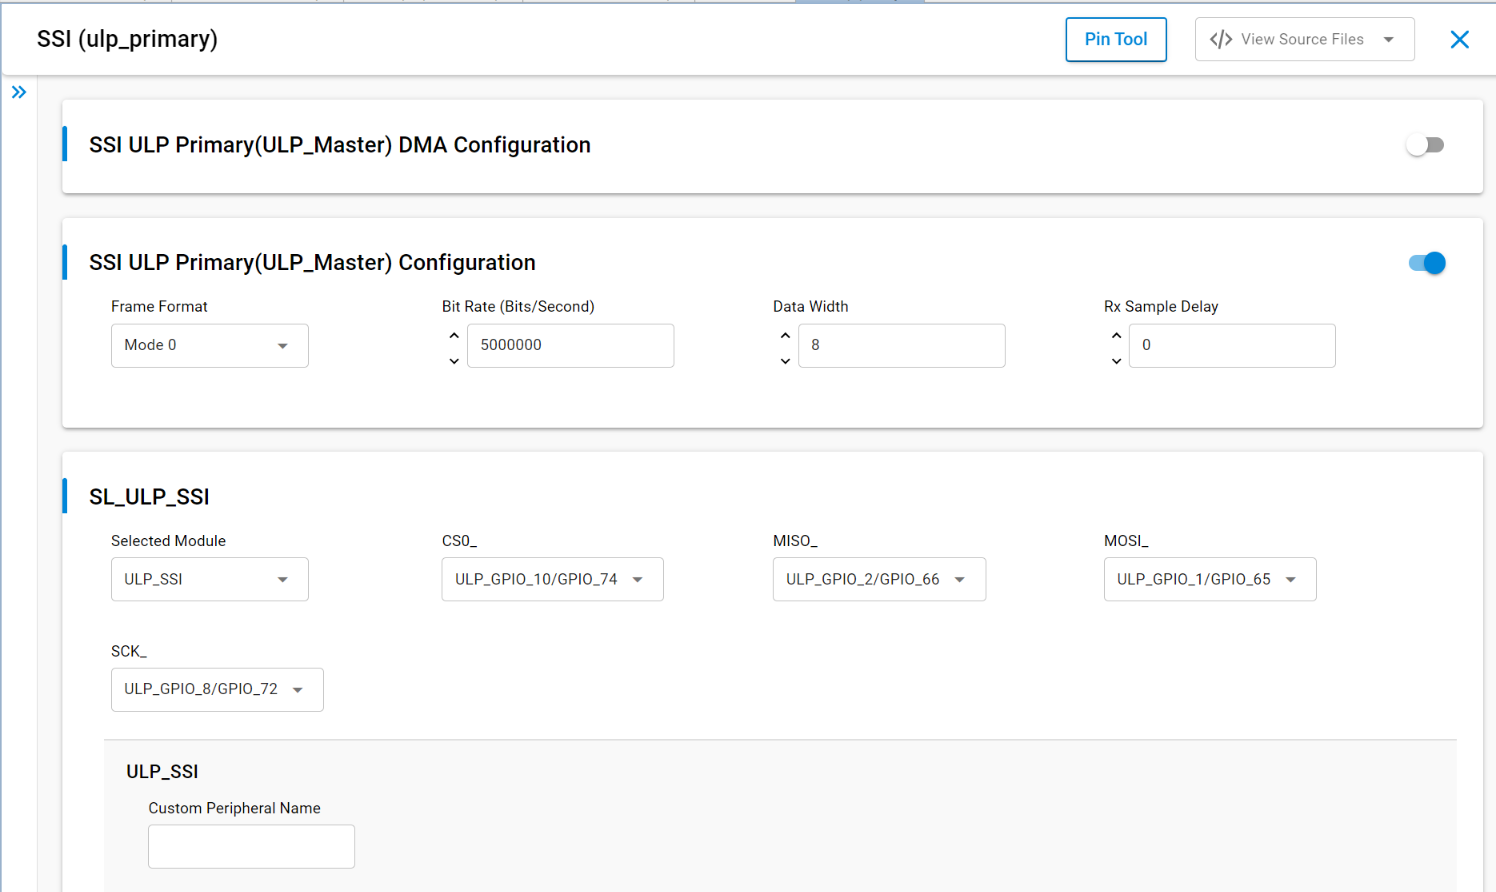 SSI (ulp_primary)
Pin Tool
View Source Files
SSI ULP Primary(ULP_Master) DMA Configuration
SSI ULP Primary(ULP_Master) Configuration
Frame Format
Bit Rate (Bits/Second)
Data Width
Rx Sample Delay
Mode 0
5000000
8
0
SL_ULP_SSI
Selected Module
CS0_
MISO_
MOSI_
ULP_SSI
ULP_GPIO_10/GPIO_74
ULP_GPIO_2/GPIO_66
ULP_GPIO_1/GPIO_65
SCK_
ULP_GPIO_8/GPIO_72
ULP_SSI
Custom Peripheral Name